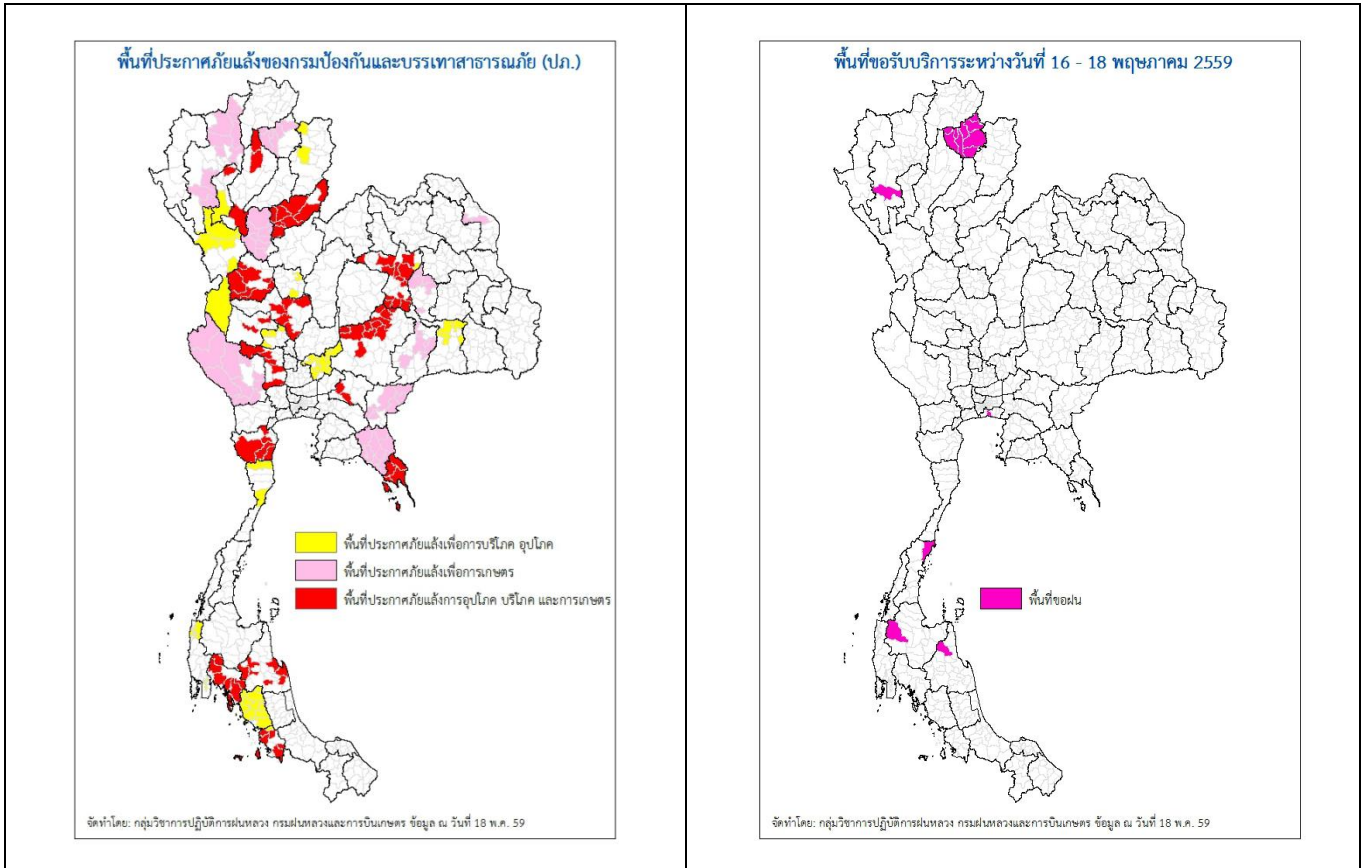 พื้นที่ประกาศภัยแล้งของกรมป้องกันและบรรเทาสาธารณภัย (ปภ.)
พื้นที่ประกาศภัยแล้งเพื่อการบริโภค อุปโภค
พื้นที่ประกาศภัยแล้งเพื่อการเกษตร
พื้นที่ประกาศภัยแล้งการอุปโภค บริโภค และการเกษตร
จัดทำโดย: กลุ่มวิชาการปฏิบัติการฝนหลวง กรมฝนหลวงและการบินเกษตร ข้อมูล ณ วันที่ 18 พ.ค. 59
พื้นที่ขอรับบริการระหว่างวันที่ 16 - 18 พฤษภาคม 2559
พื้นที่ขอฝน
จัดทำโดย: กลุ่มวิชาการปฏิบัติการฝนหลวง กรมฝนหลวงและการบินเกษตร ข้อมูล ณ วันที่ 18 พ.ค. 59